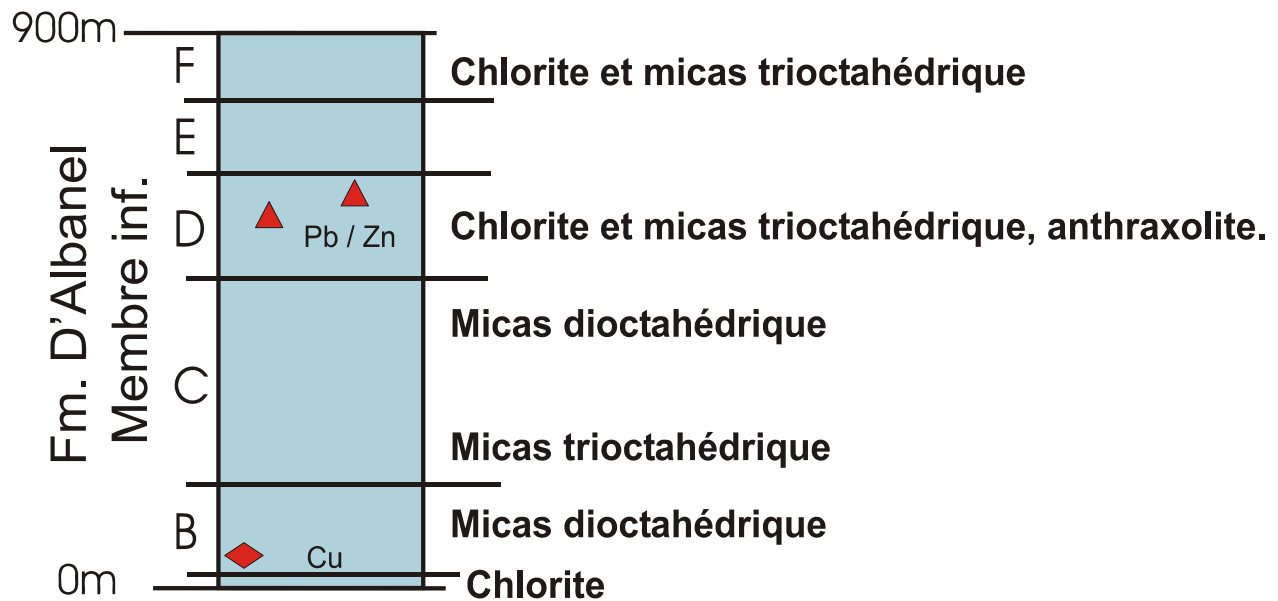 900m
F
Chlorite et micas trioctahédrique
E
Fm. D'Albanel
Membre inf.
D
Pb / Zn
Chlorite et micas trioctahédrique, anthraxolite.
Micas dioctahédrique
C
Micas trioctahédrique
B
Micas dioctahédrique
Cu
0m
Chlorite